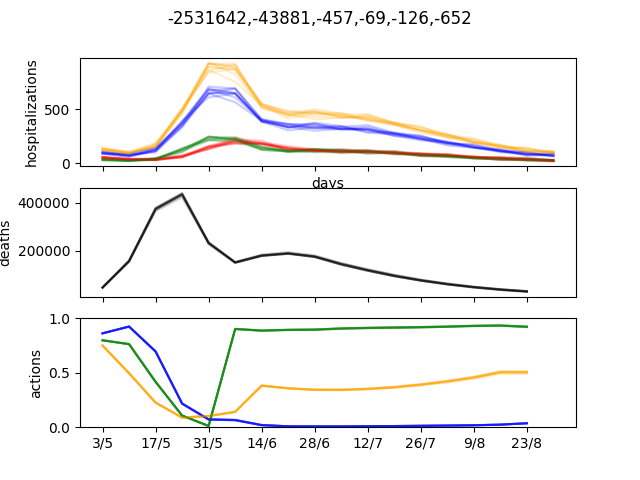 -2531642,-43881,-457,-69,-126,-652
hospitalizations
500
0
days
deaths
400000
200000
actions
1.0
0.5
0.0
3/5 17/5 31/5 14/6 28/6 12/7 26/7 9/8 23/8